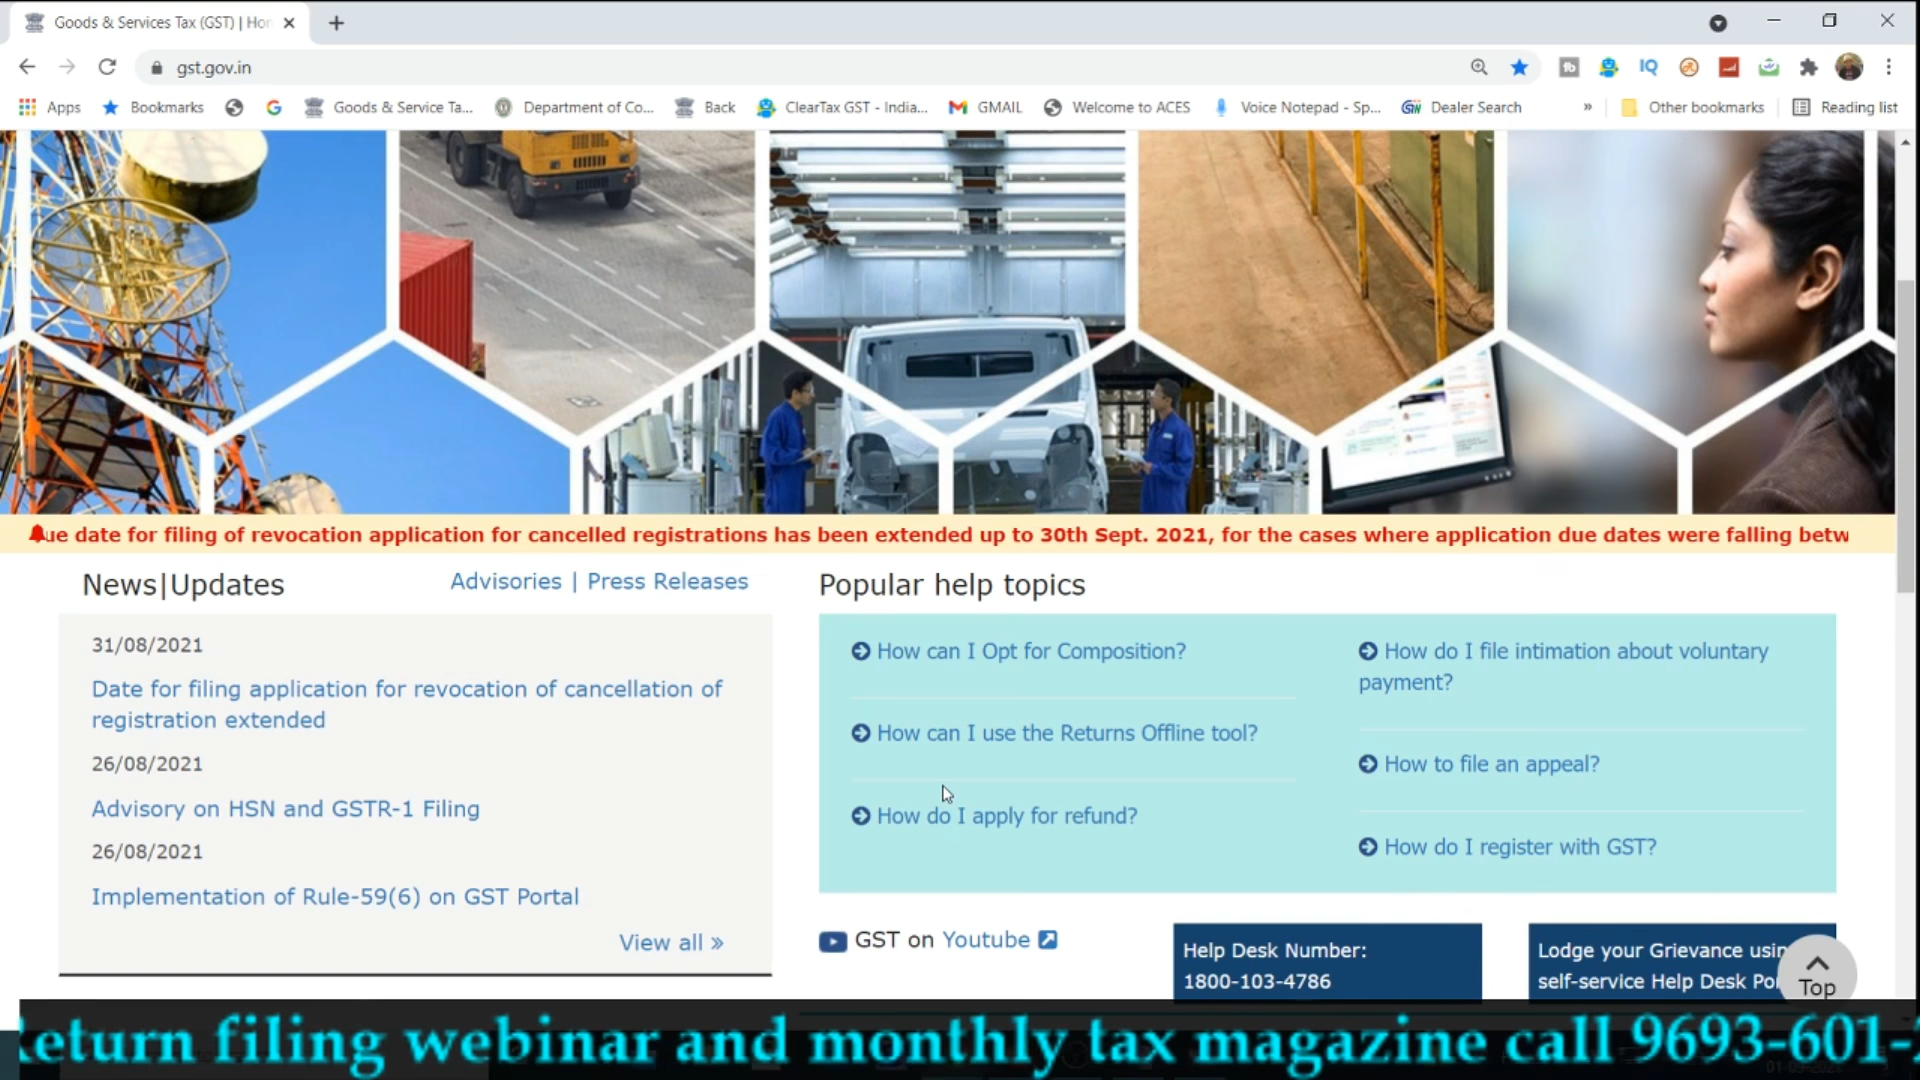 Goods & Services Tax (GST) | Hor
gst.gov.in
Apps
Bookmarks
Goods & Service Ta...
Department of Co...
Back
ClearTax GST - India...
GMAIL
Welcome to ACES
Voice Notepad - Sp...
Dealer Search
»
Other bookmarks
Reading list
IQ
ue date for filing of revocation application for cancelled registrations has been extended up to 30th Sept. 2021, for the cases where application due dates were falling betw
News|Updates
Advisories | Press Releases
31/08/2021
Date for filing application for revocation of cancellation of
registration extended
26/08/2021
Advisory on HSN and GSTR-1 Filing
26/08/2021
Implementation of Rule-59(6) on GST Portal
View all »
Popular help topics
How can I Opt for Composition?
How can I use the Returns Offline tool?
How do I apply for refund?
How do I file intimation about voluntary
payment?
How to file an appeal?
How do I register with GST?
GST on Youtube
Help Desk Number:
1800-103-4786
Lodge your Grievance usin
self-service Help Desk Po
Top
eturn filing webinar and monthly tax magazine call 9693-601-